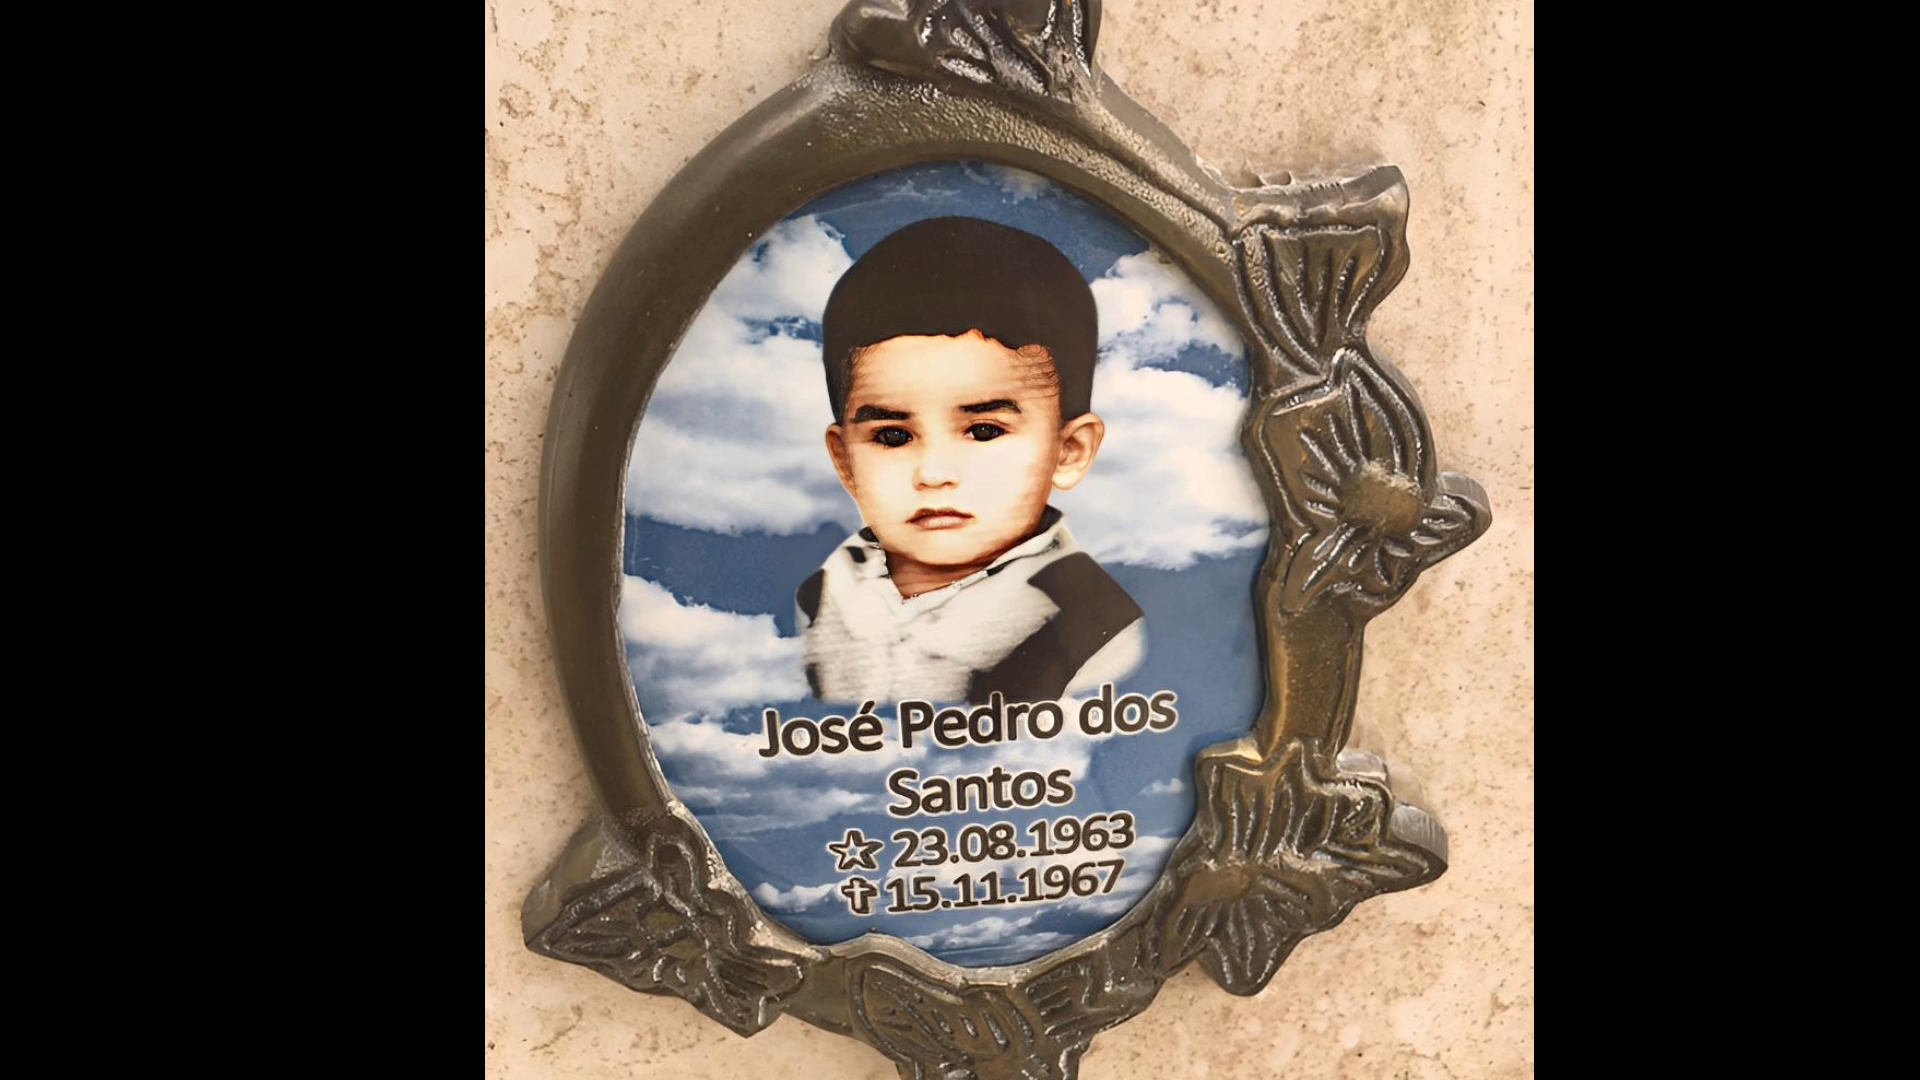 José Pedro dos
Santos
☆ 23.08.1963
✞ 15.11.1967